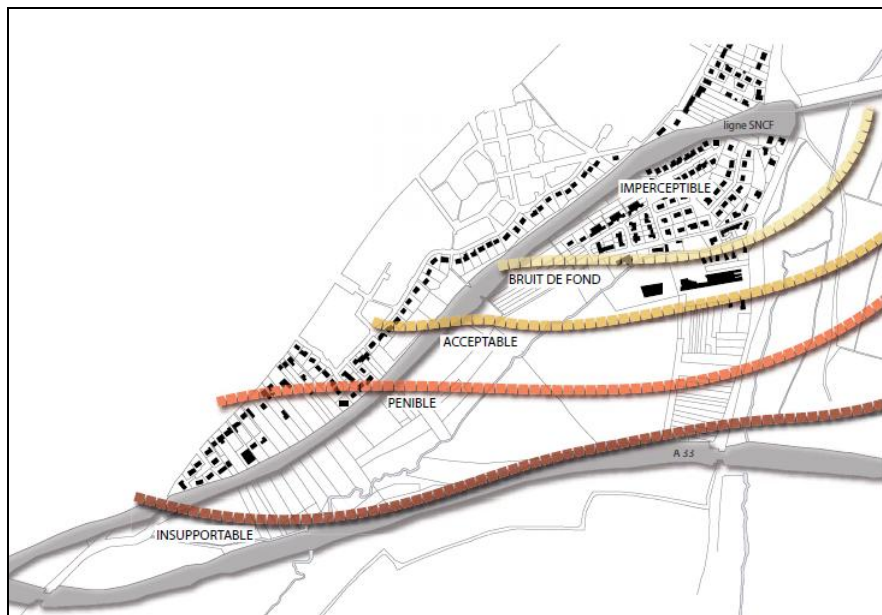 ligne SNCF
IMPERCEPTIBLE
BRUIT DE FOND
ACCEPTABLE
PENIBLE
A 33
INSUPPORTABLE